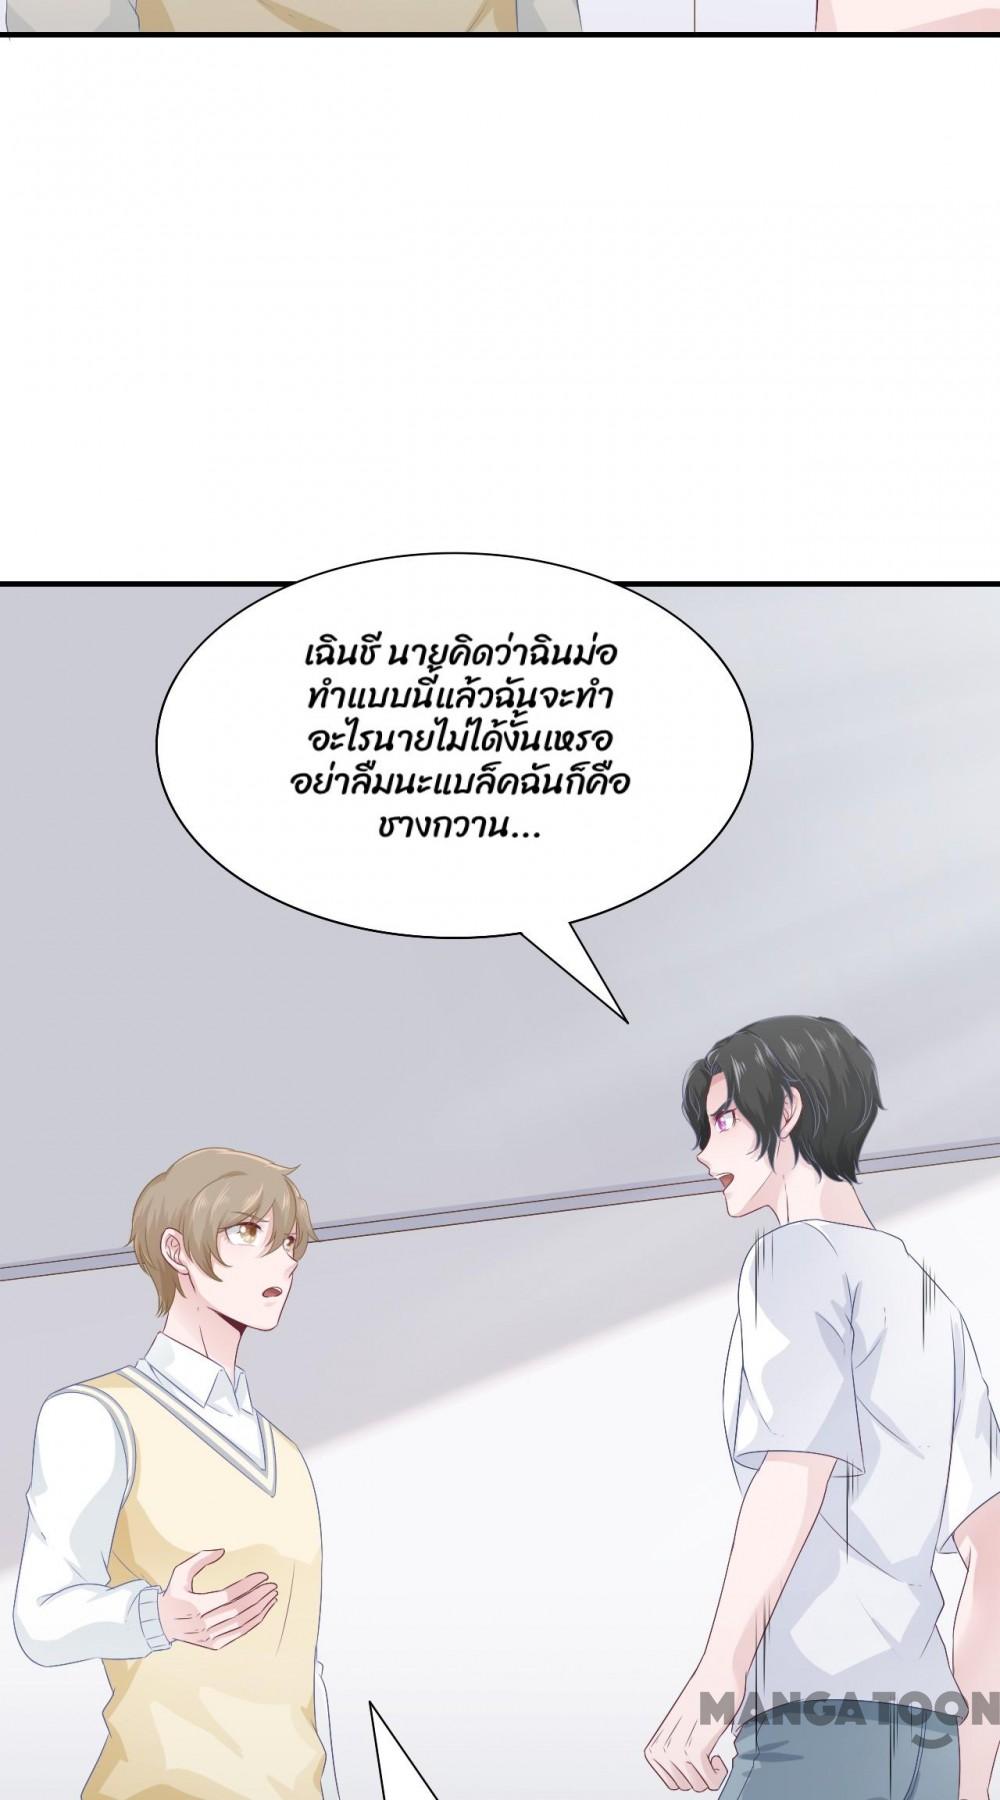 เฉินชี นายคิดว่าฉินม่อ
ทำแบบนี้แล้วฉันจะทำ
อะไรนายไม่ได้งั้นเหรอ
อย่าลืมนะแบล็คฉันก็คือ
ชางกวาน...
MANGATOON